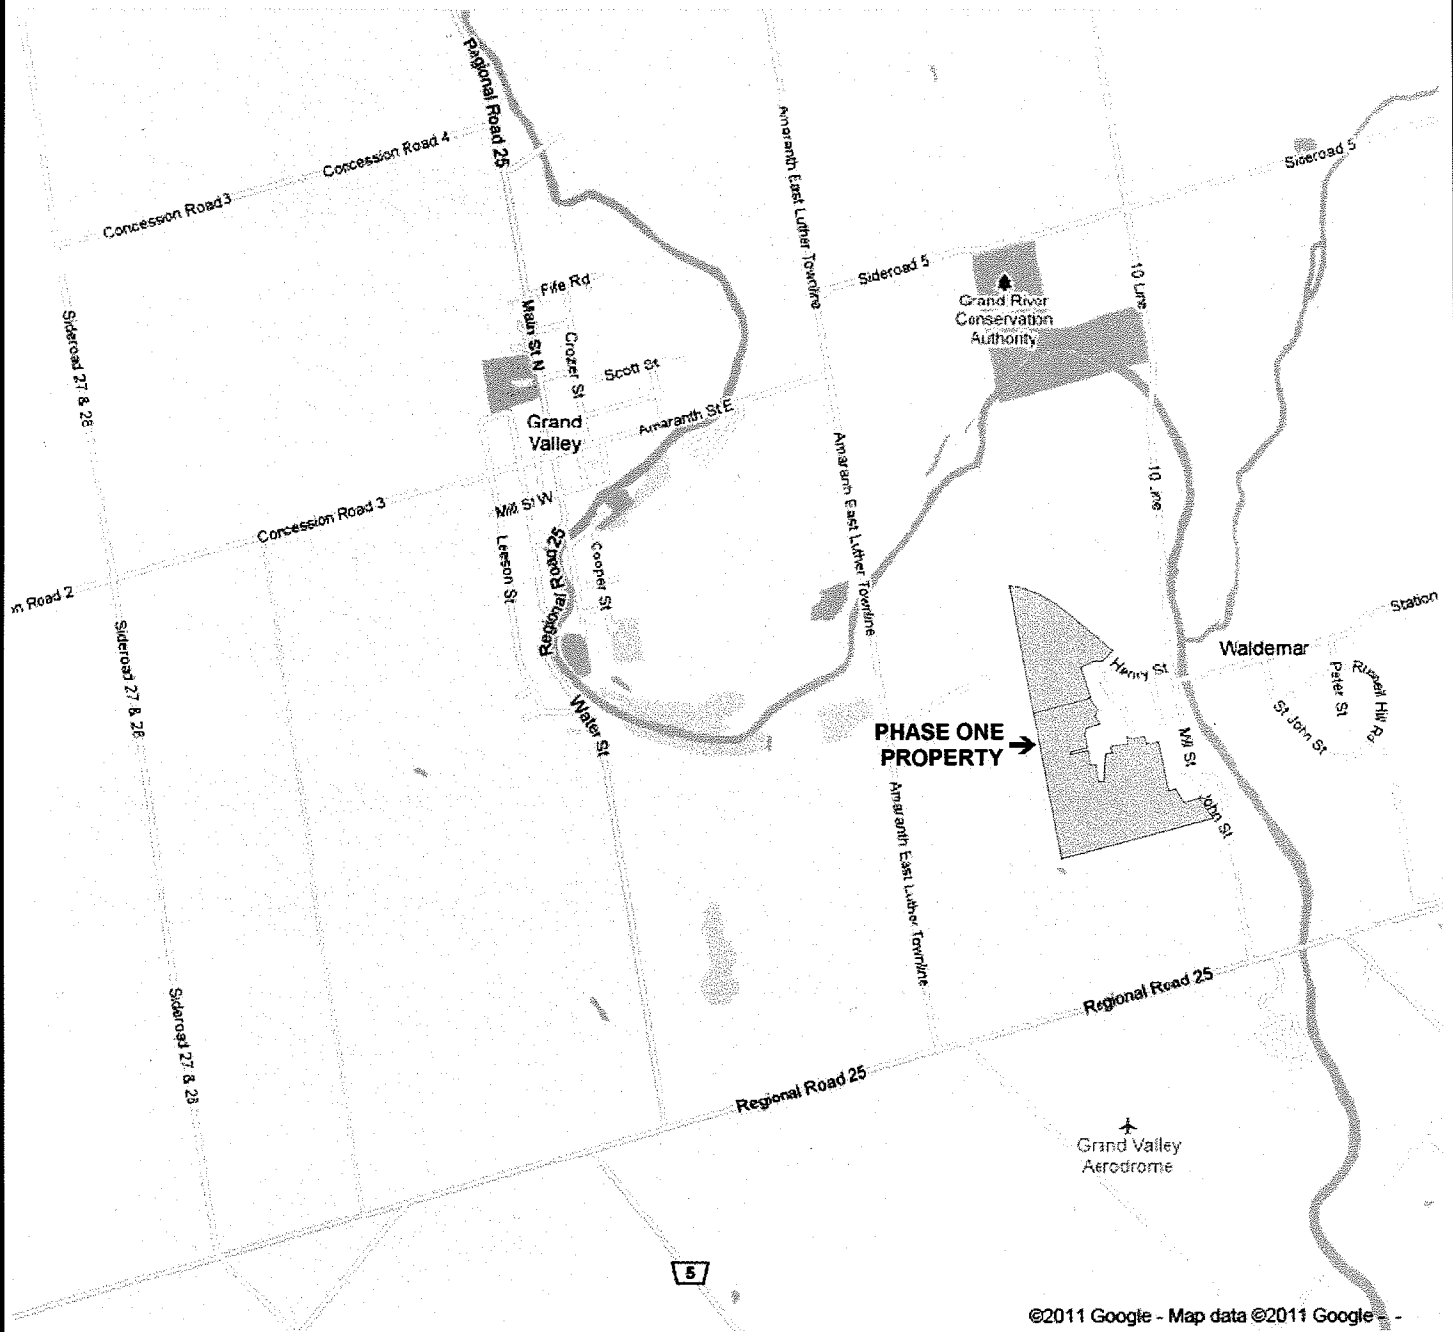 Regional Road 25
Concession Road 4
Concession Road 3
Amaranth East Luther Townline
Sideroad 5
Sideroad 5
Fife Rd
Main St N
Crozier St
Scott St
Grand River
Conservation
Authority
10 Line
Sideroad 27 & 28
Grand
Valley
Amaranth St E
Amaranth East Luther Townline
10 Line
Mill St W
Concession Road 3
Leeson St
Regional Road 25
Cooper St
Road 2
Station
Sideroad 27 & 28
Henry St
Waldemar
Peter St
Russell Hill Rd
St John St
Water St
PHASE ONE
PROPERTY
Mill St
John St
Amaranth East Luther Townline
Sideroad 27 & 28
Regional Road 25
Regional Road 25
Grand Valley
Aerodrome
5
©2011 Google - Map data ©2011 Google - -